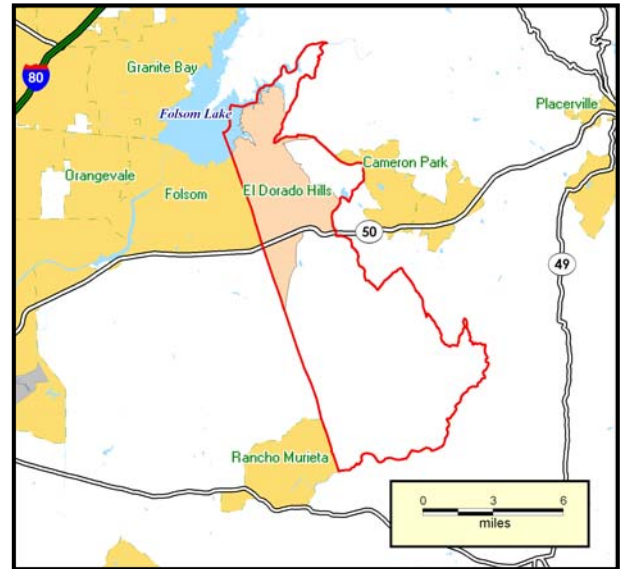 80
Granite Bay
Folsom Lake
Placerville
Orangevale
Folsom
El Dorado Hills
Cameron Park
50
49
Rancho Murieta
0 3 6
miles